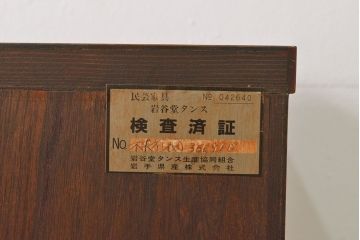 民芸家具 № 042640
岩谷堂タンス
検査済証
No.
岩谷堂タンス生産協同組合
岩手県産株式会社